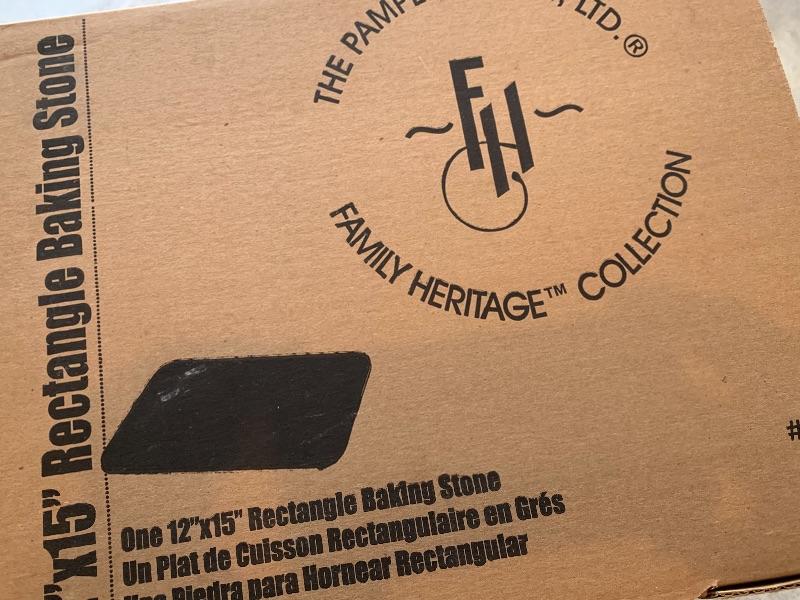 THE LTD.®
FH
FAMILY HERITAGE™ COLLECTION
x15" Rectangle Baking Stone
One 12"x15" Rectangle Baking Stone
Un Plat de Cuisson Rectangulaire en Grés
Una Piedra para Hornear Rectangular
#